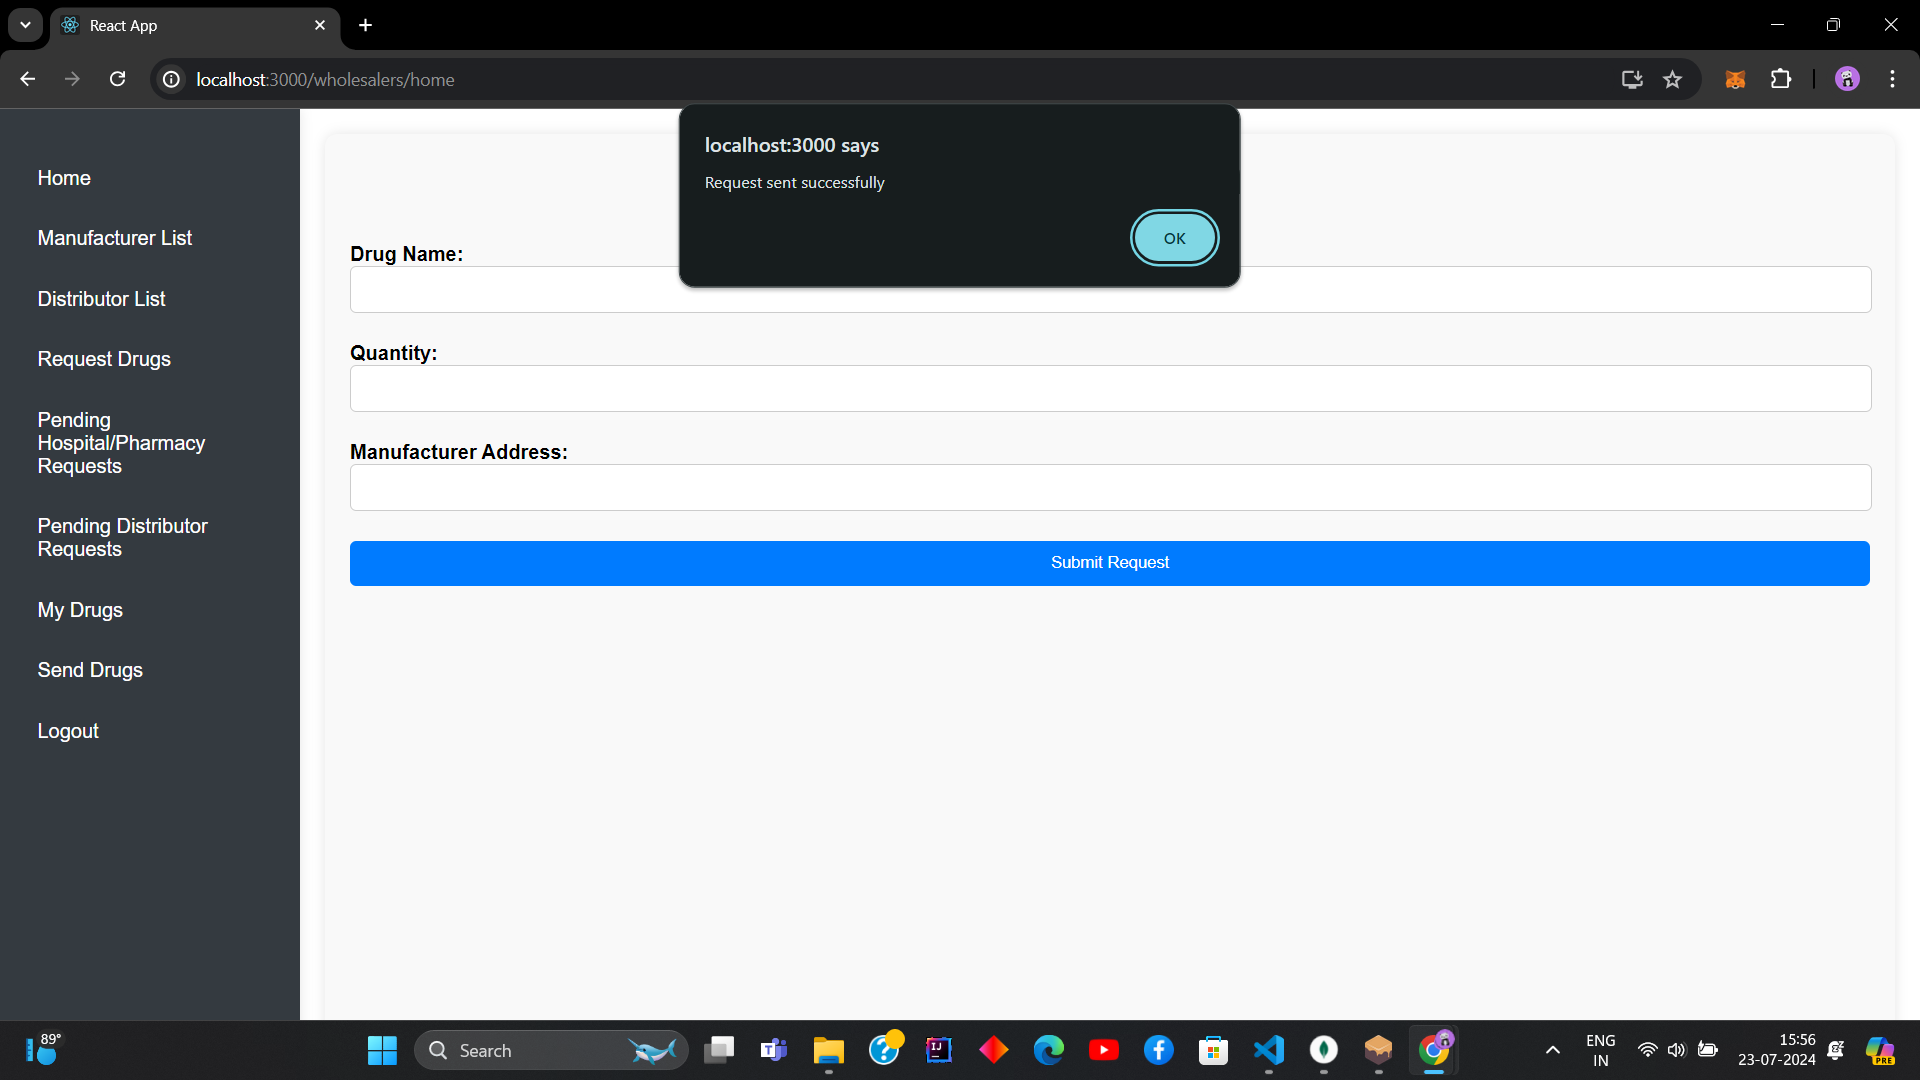 React App
localhost:3000/wholesalers/home
localhost:3000 says
Request sent successfully
OK
Home
Manufacturer List
Distributor List
Request Drugs
Pending
Hospital/Pharmacy
Requests
Pending Distributor
Requests
My Drugs
Send Drugs
Logout
Drug Name:
Quantity:
Manufacturer Address:
Submit Request
89°
Search
IJ
ENG
IN
15:56
23-07-2024
PRE